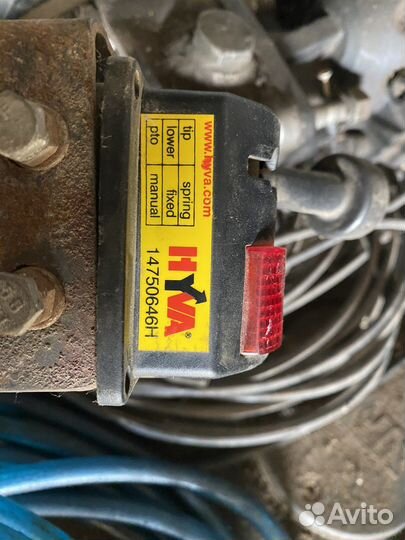 www.hyva.com
tip spring
lower fixed
pto manual
HYVA®
14750646H
Avito